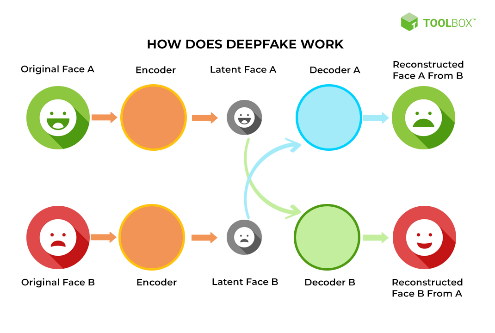 TOOLBOX™
HOW DOES DEEPFAKE WORK
Original Face A
Encoder
Latent Face A
Decoder A
Reconstructed
Face A From B
Original Face B
Encoder
Latent Face B
Decoder B
Reconstructed
Face B From A